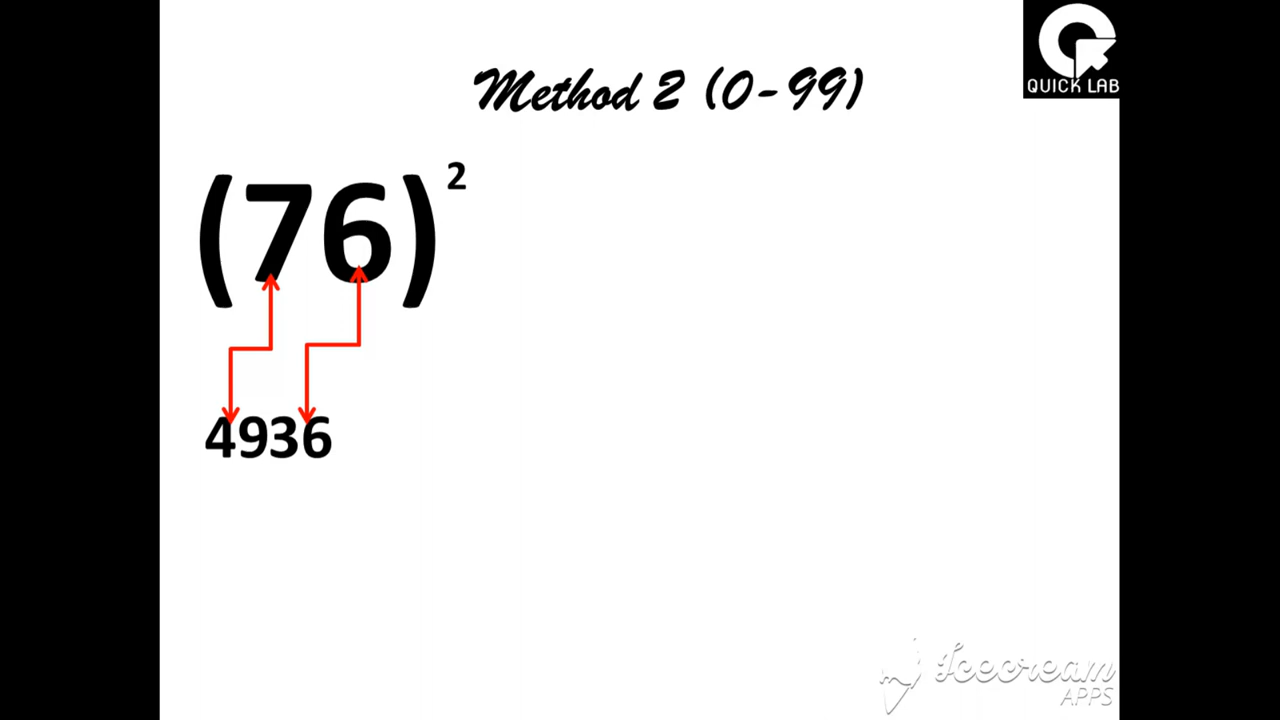 QUICK LAB
Method 2 (0-99)
(76)²
4936
Icecream
APPS